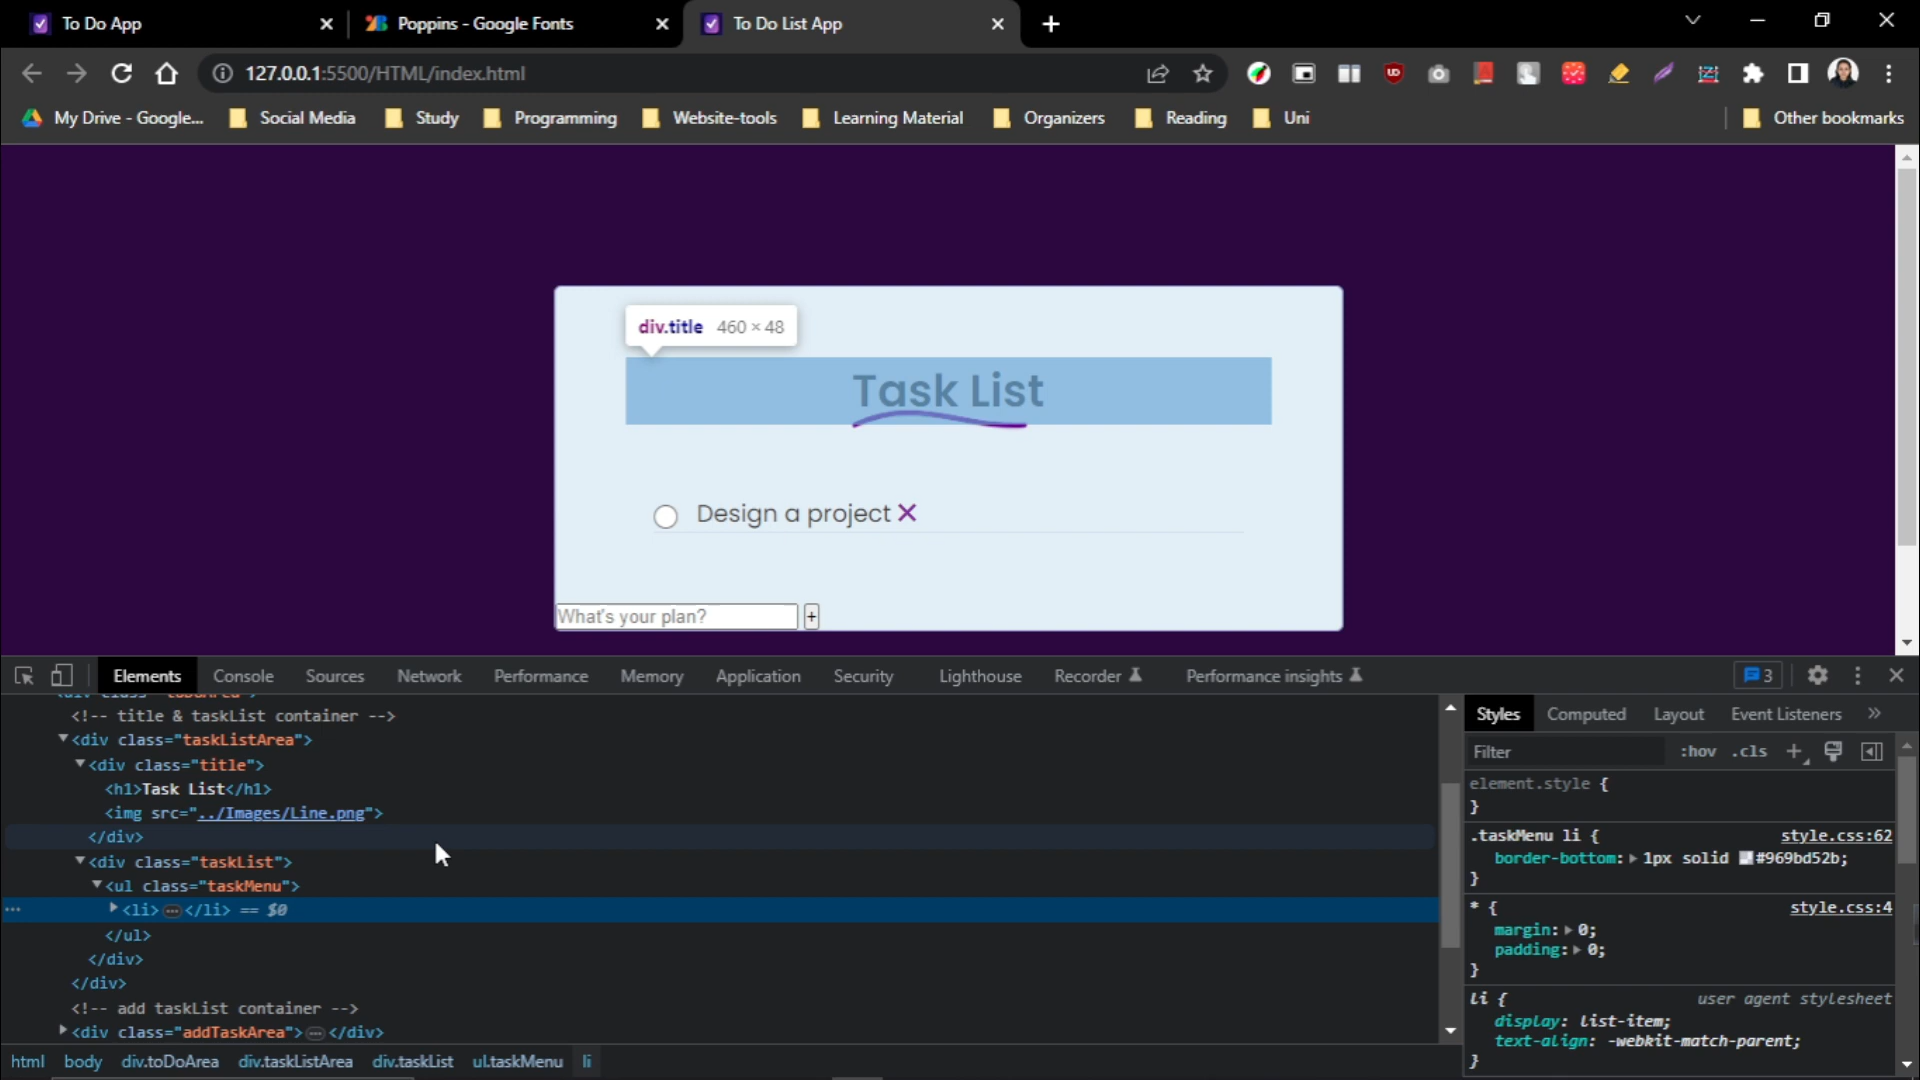 To Do App
Poppins - Google Fonts
To Do List App
127.0.0.1:5500/HTML/index.html
My Drive - Google...
Social Media
Study
Programming
Website-tools
Learning Material
Organizers
Reading
Uni
Other bookmarks
div.title 460 × 48
Task List
Design a project
What's your plan?
+
Elements
Console
Sources
Network
Performance
Memory
Application
Security
Lighthouse
Recorder
Performance insights
3
<!-- title & taskList container -->
<div class="taskListArea">
<div class="title">
<h1>Task List</h1>
<img src="../Images/Line.png">
</div>
<div class="taskList">
<ul class="taskMenu">
<li>…</li> == $0
</ul>
</div>
</div>
<!-- add taskList container -->
<div class="addTaskArea">…</div>
html body div.toDoArea div.taskListArea div.taskList ul.taskMenu li
Styles
Computed
Layout
Event Listeners
Filter
:hov .cls
element.style {
}
.taskMenu li { style.css:62
border-bottom: 1px solid #969bd52b;
}
* { style.css:4
margin: 0;
padding: 0;
}
li { user agent stylesheet
display: list-item;
text-align: -webkit-match-parent;
}